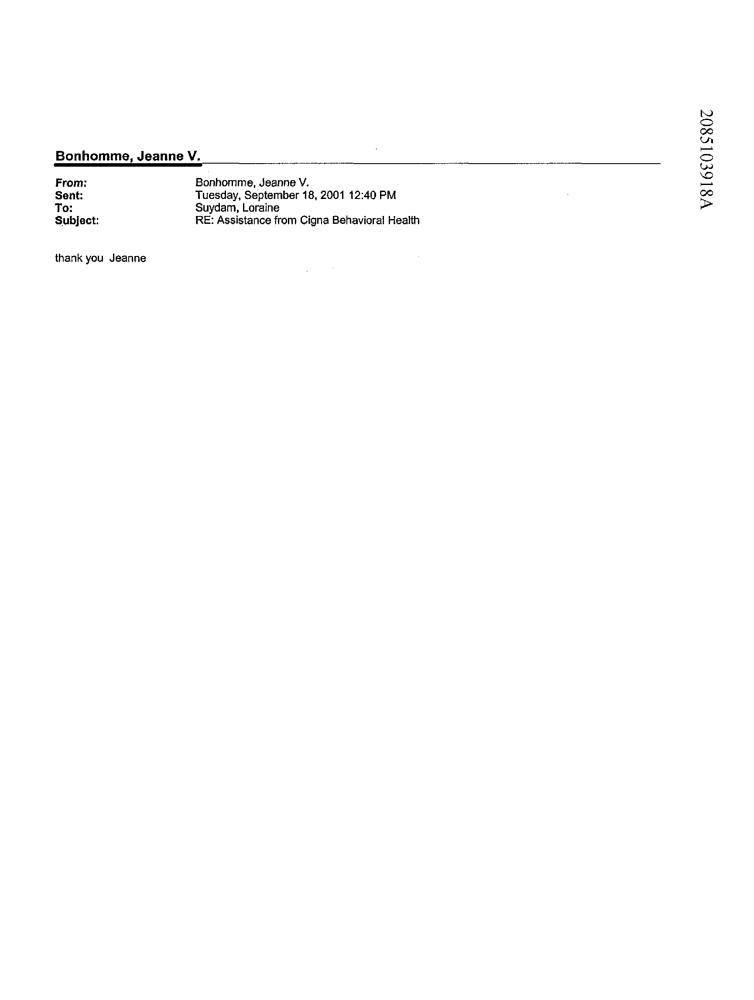 Bonhomme, Jeanne V.
From: Bonhomme, Jeanne V.
Sent: Tuesday, September 18, 2001 12:40 PM
To: Suydam, Loraine
Subject: RE: Assistance from Cigna Behavioral Health
thank you Jeanne
2085103918A